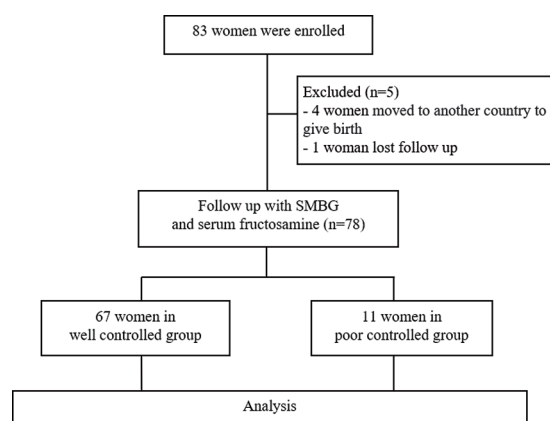 83 women were enrolled
Excluded (n=5)
- 4 women moved to another country to
give birth
- 1 woman lost follow up
Follow up with SMBG
and serum fructosamine (n=78)
67 women in
well controlled group
11 women in
poor controlled group
Analysis